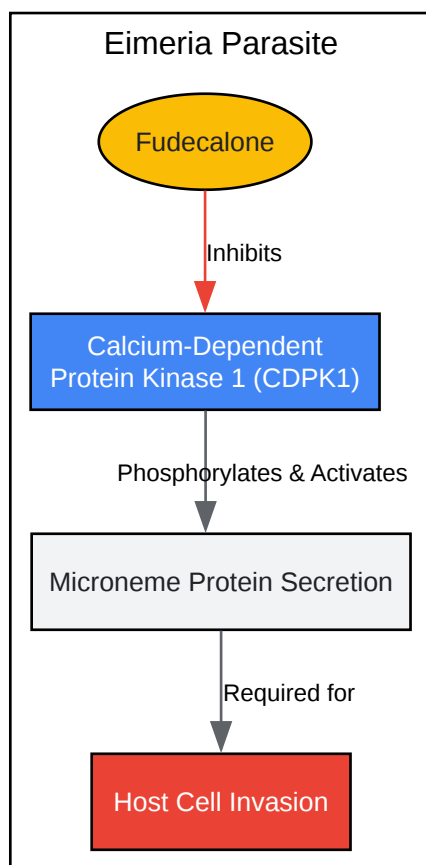 Eimeria Parasite
Fudecalone
Inhibits
Calcium-Dependent
Protein Kinase 1 (CDPK1)
Phosphorylates & Activates
Microneme Protein Secretion
Required for
Host Cell Invasion